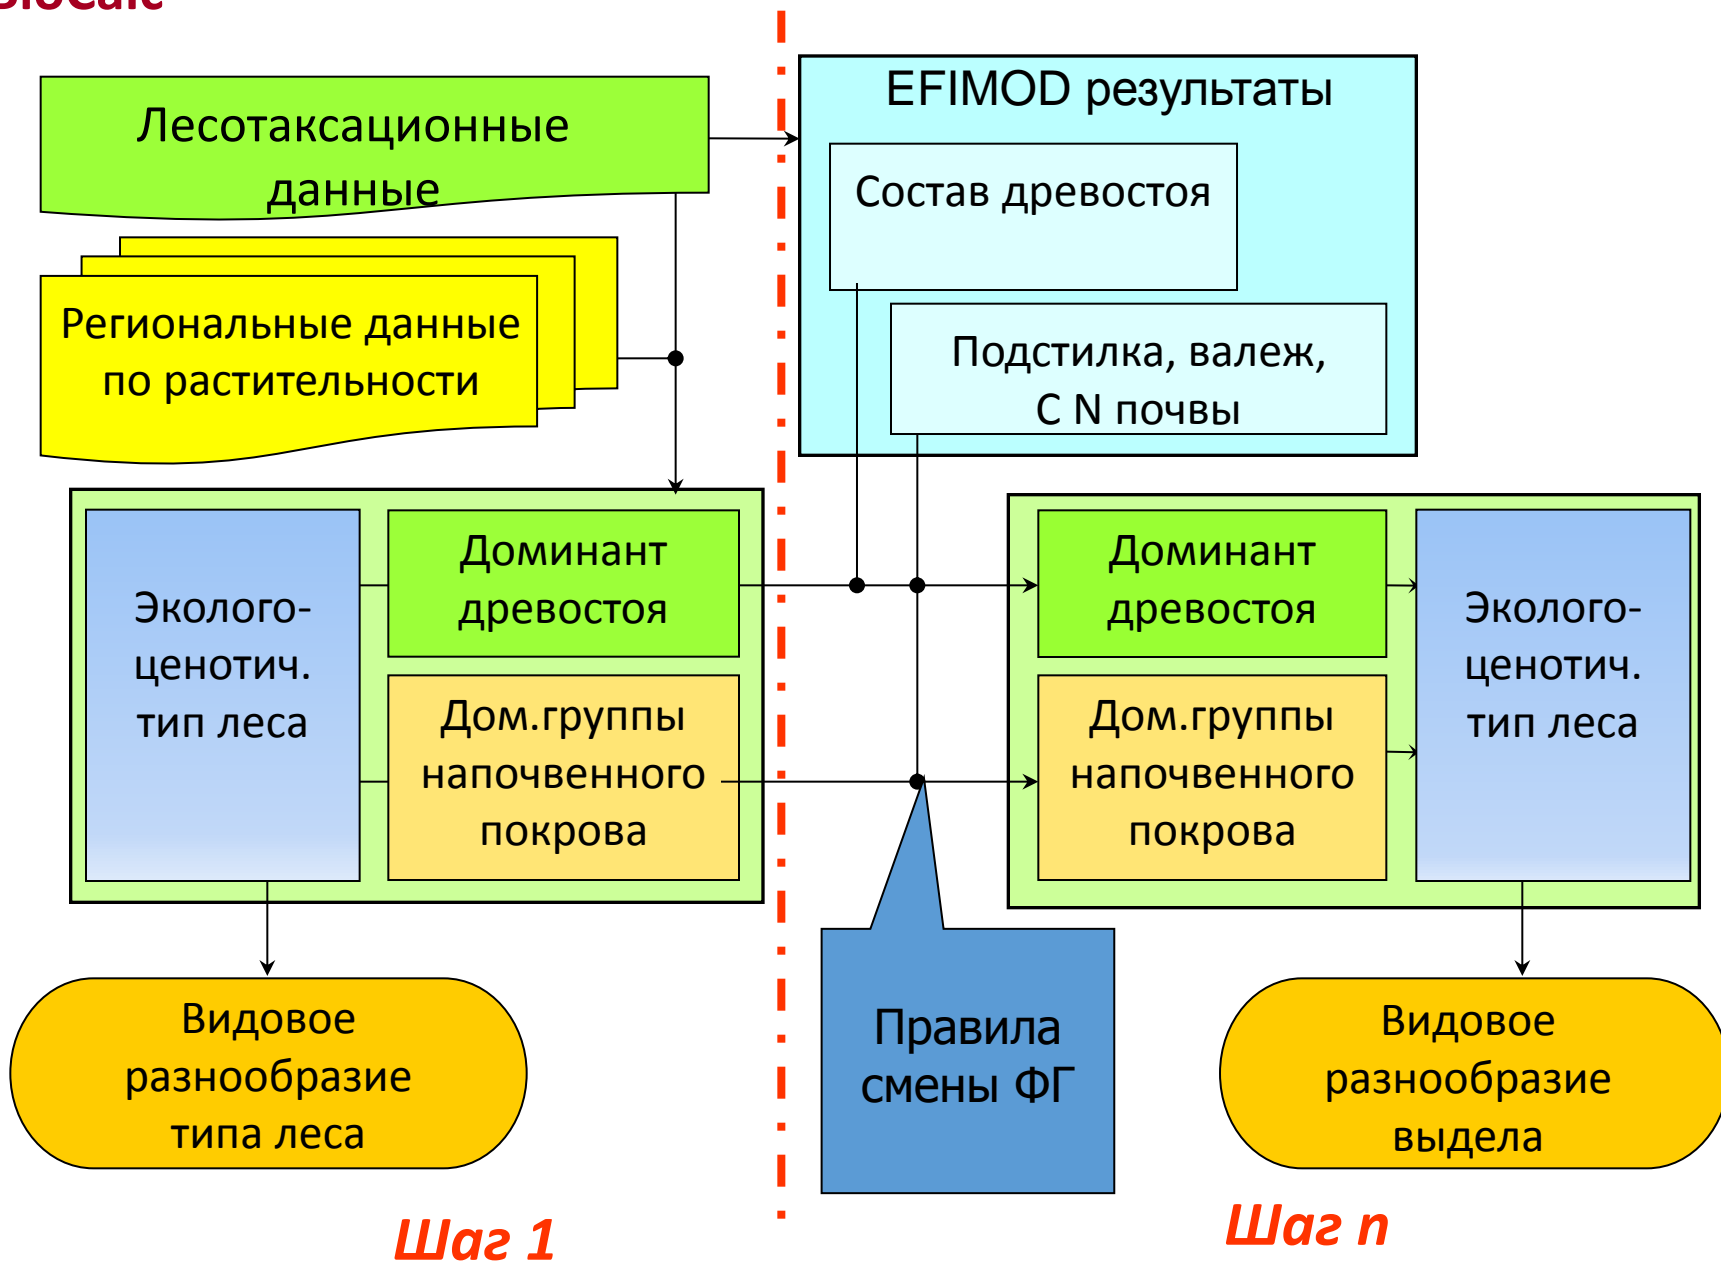 BioCalc
Лесотаксационные
данные
Региональные данные
по растительности
EFIMOD результаты
Состав древостоя
Подстилка, валеж,
C N почвы
Эколого-
ценотич.
тип леса
Доминант
древостоя
Дом.группы
напочвенного
покрова
Доминант
древостоя
Дом.группы
напочвенного
покрова
Эколого-
ценотич.
тип леса
Видовое
разнообразие
типа леса
Правила
смены ФГ
Видовое
разнообразие
выдела
Шаг 1
Шаг n